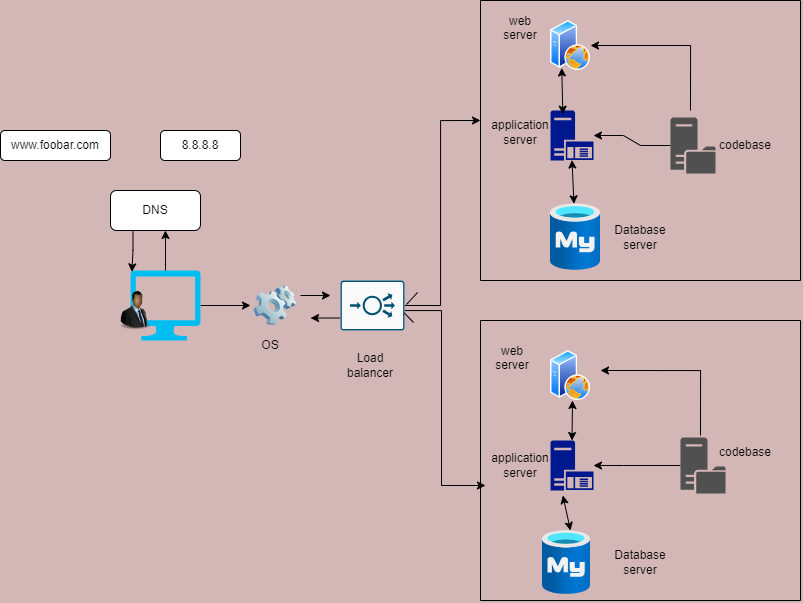 www.foobar.com
8.8.8.8
DNS
OS
Load
balancer
web
server
application
server
codebase
My
Database
server
web
server
application
server
codebase
My
Database
server